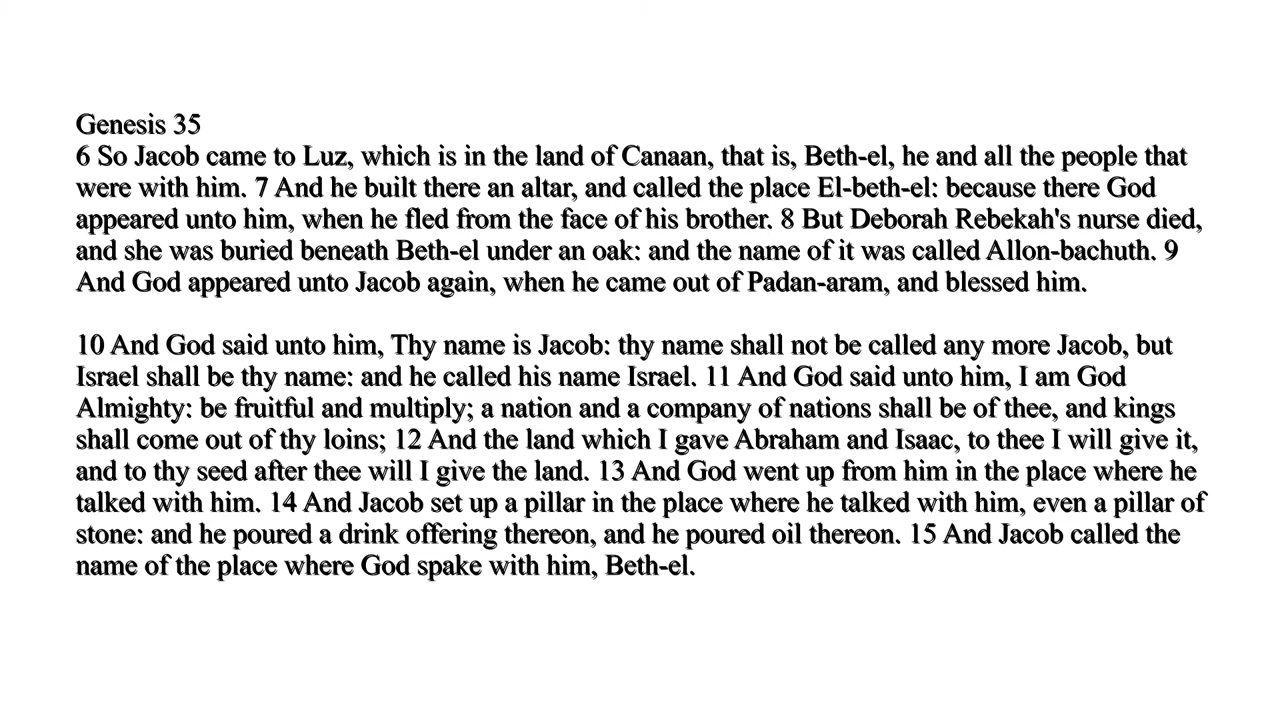 Genesis 35
6 So Jacob came to Luz, which is in the land of Canaan, that is, Beth-el, he and all the people that
were with him. 7 And he built there an altar, and called the place El-beth-el: because there God
appeared unto him, when he fled from the face of his brother. 8 But Deborah Rebekah's nurse died,
and she was buried beneath Beth-el under an oak: and the name of it was called Allon-bachuth. 9
And God appeared unto Jacob again, when he came out of Padan-aram, and blessed him.
10 And God said unto him, Thy name is Jacob: thy name shall not be called any more Jacob, but
Israel shall be thy name: and he called his name Israel. 11 And God said unto him, I am God
Almighty: be fruitful and multiply; a nation and a company of nations shall be of thee, and kings
shall come out of thy loins; 12 And the land which I gave Abraham and Isaac, to thee I will give it,
and to thy seed after thee will I give the land. 13 And God went up from him in the place where he
talked with him. 14 And Jacob set up a pillar in the place where he talked with him, even a pillar of
stone: and he poured a drink offering thereon, and he poured oil thereon. 15 And Jacob called the
name of the place where God spake with him, Beth-el.